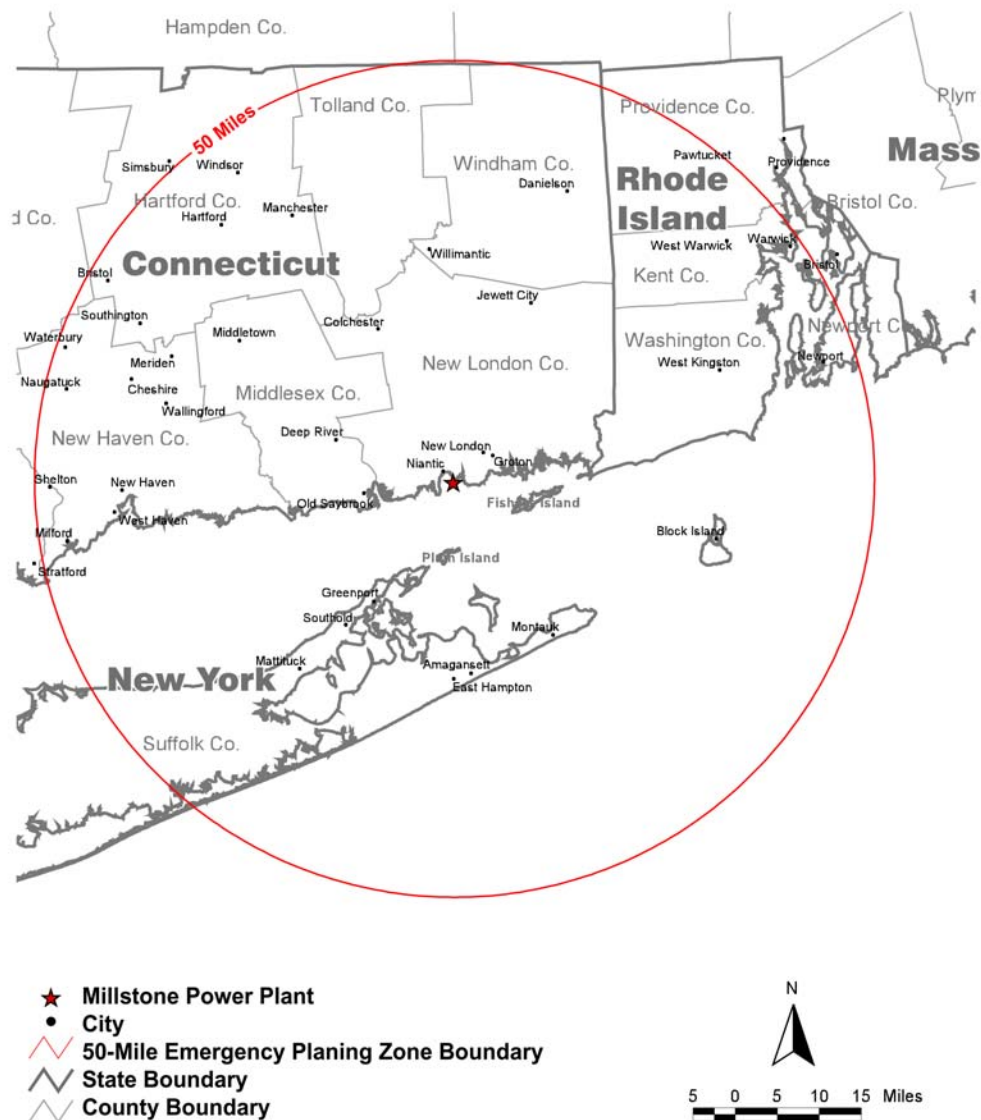 Hampden Co.
Tolland Co.
Providence Co.
Plym
50 Miles
Mass
Simsbury
Windsor
Windham Co.
Pawtucket
Providence
Danielson
Rhode
Island
Hartford Co.
Bristol Co.
d Co.
Hartford
Manchester
West Warwick
Warwick
Connecticut
Willimantic
Bristol
Kent Co.
Bristol
Jewett City
Southington
Colchester
Middletown
Newport Co.
Waterbury
Washington Co.
Meriden
New London Co.
West Kingston
Newport
Naugatuck
Cheshire
Middlesex Co.
Wallingford
Deep River
New Haven Co.
New London
Groton
Niantic
Shelton
New Haven
Old Saybrook
Fisher Island
West Haven
Milford
Block Island
Plum Island
Stratford
Greenport
Southold
Montauk
Mattituck
Amagansett
New York
East Hampton
Suffolk Co.
Millstone Power Plant
City
50-Mile Emergency Planing Zone Boundary
State Boundary
County Boundary
N
5 0 5 10 15 Miles